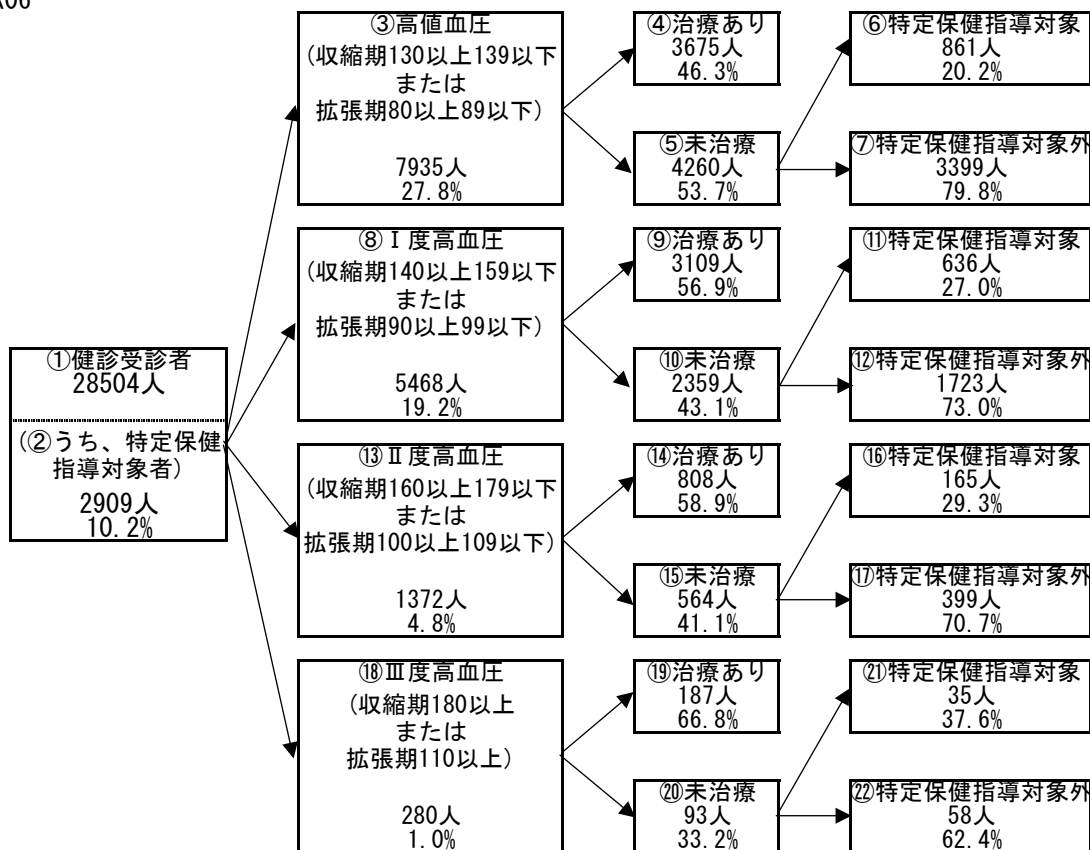 ①健診受診者
28504人
(②うち、特定保健
指導対象者)
2909人
10.2%
③高値血圧
(収縮期130以上139以下
または
拡張期80以上89以下)
7935人
27.8%
④治療あり
3675人
46.3%
⑤未治療
4260人
53.7%
⑥特定保健指導対象
861人
20.2%
⑦特定保健指導対象外
3399人
79.8%
⑧Ⅰ度高血圧
(収縮期140以上159以下
または
拡張期90以上99以下)
5468人
19.2%
⑨治療あり
3109人
56.9%
⑩未治療
2359人
43.1%
⑪特定保健指導対象
636人
27.0%
⑫特定保健指導対象外
1723人
73.0%
⑬Ⅱ度高血圧
(収縮期160以上179以下
または
拡張期100以上109以下)
1372人
4.8%
⑭治療あり
808人
58.9%
⑮未治療
564人
41.1%
⑯特定保健指導対象
165人
29.3%
⑰特定保健指導対象外
399人
70.7%
⑱Ⅲ度高血圧
(収縮期180以上
または
拡張期110以上)
280人
1.0%
⑲治療あり
187人
66.8%
⑳未治療
93人
33.2%
㉑特定保健指導対象
35人
37.6%
㉒特定保健指導対象外
58人
62.4%